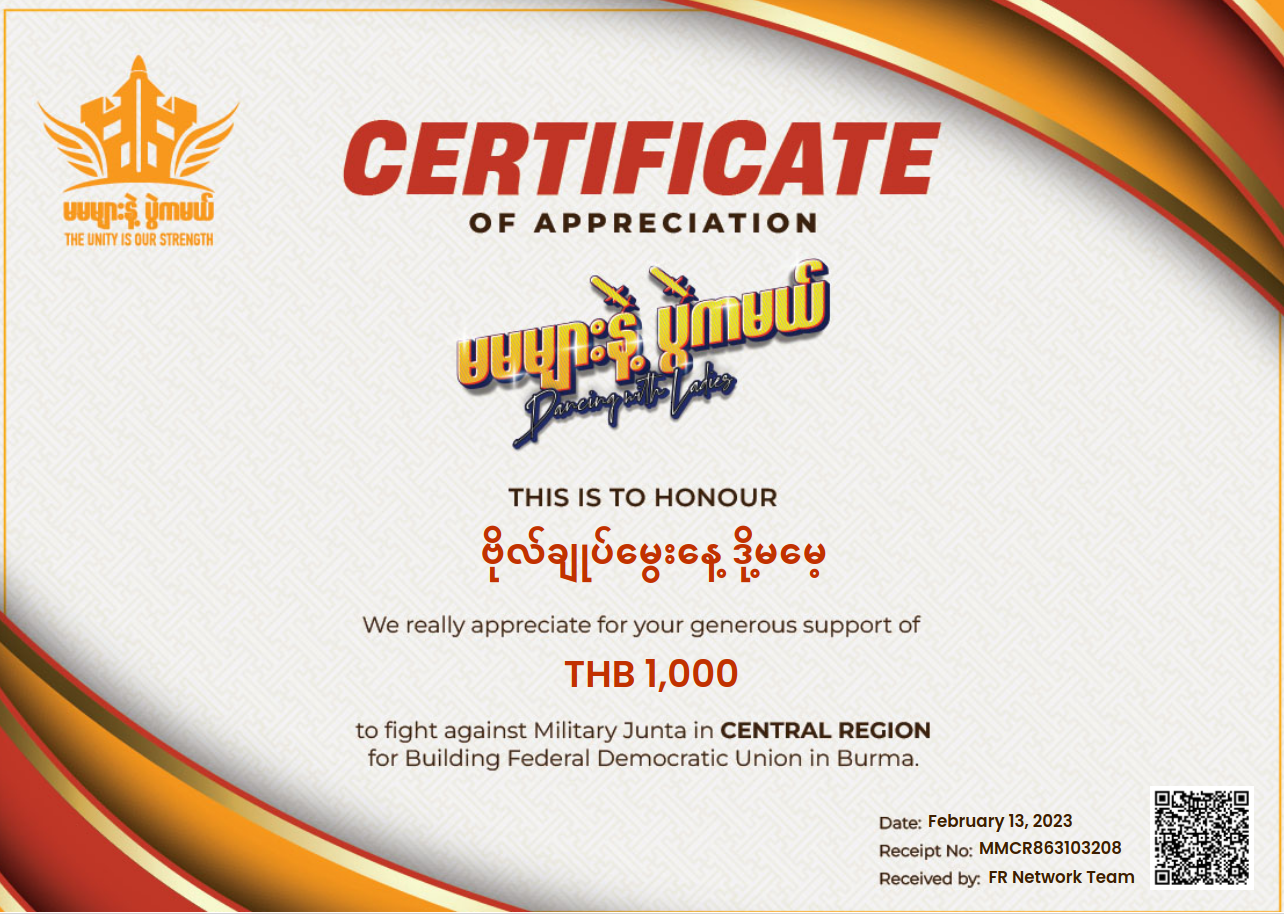 မမများနဲ့ ပွဲကမယ်
THE UNITY IS OUR STRENGTH
CERTIFICATE
OF APPRECIATION
မမများနဲ့ ပွဲကမယ်
Dancing with Ladies
THIS IS TO HONOUR
ဗိုလ်ချုပ်မွေးနေ့ ဒို့မမေ့
We really appreciate for your generous support of
THB 1,000
to fight against Military Junta in CENTRAL REGION
for Building Federal Democratic Union in Burma.
Date: February 13, 2023
Receipt No: MMCR863103208
Received by: FR Network Team